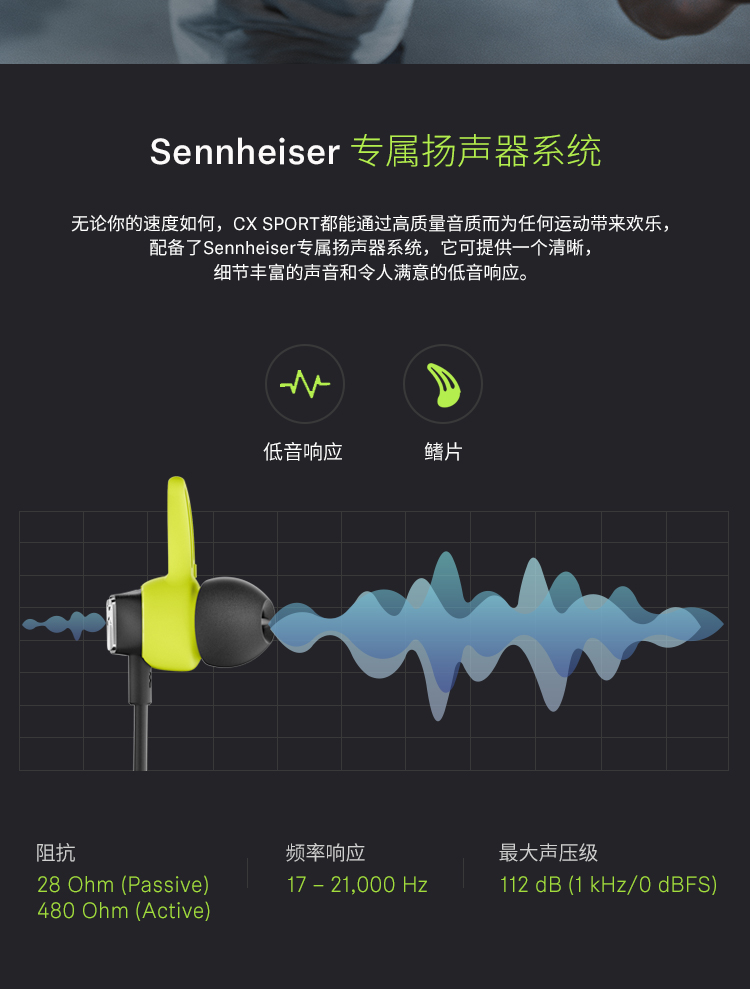 Sennheiser 专属扬声器系统
无论你的速度如何，CX SPORT都能通过高质量音质而为任何运动带来欢乐，
配备了Sennheiser专属扬声器系统，它可提供一个清晰，
细节丰富的声音和令人满意的低音响应。
低音响应
鳍片
阻抗
28 Ohm (Passive)
480 Ohm (Active)
频率响应
17 – 21,000 Hz
最大声压级
112 dB (1 kHz/0 dBFS)